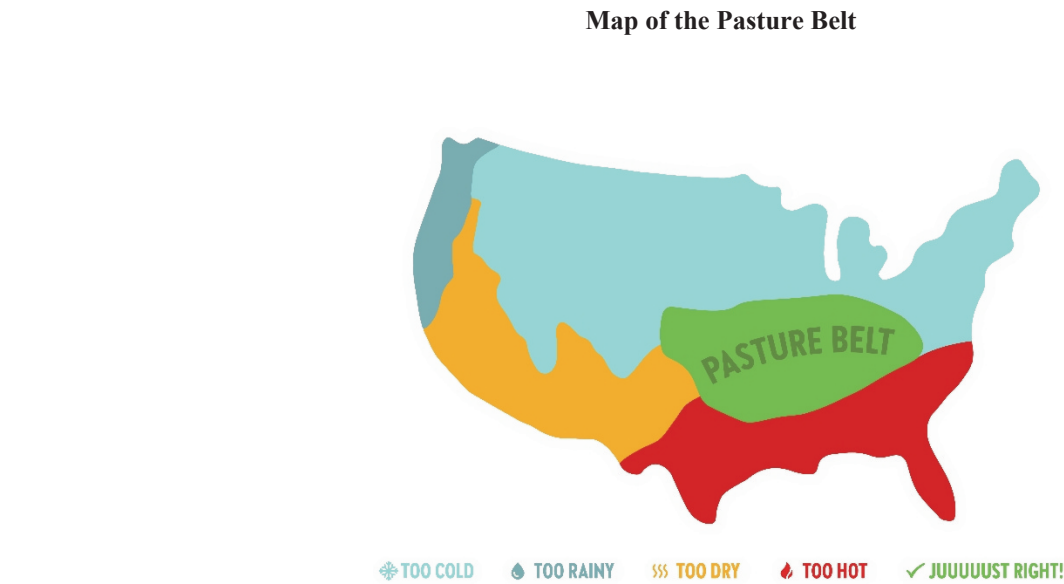 Map of the Pasture Belt
PASTURE BELT
TOO COLD TOO RAINY TOO DRY TOO HOT JUUUUUST RIGHT!